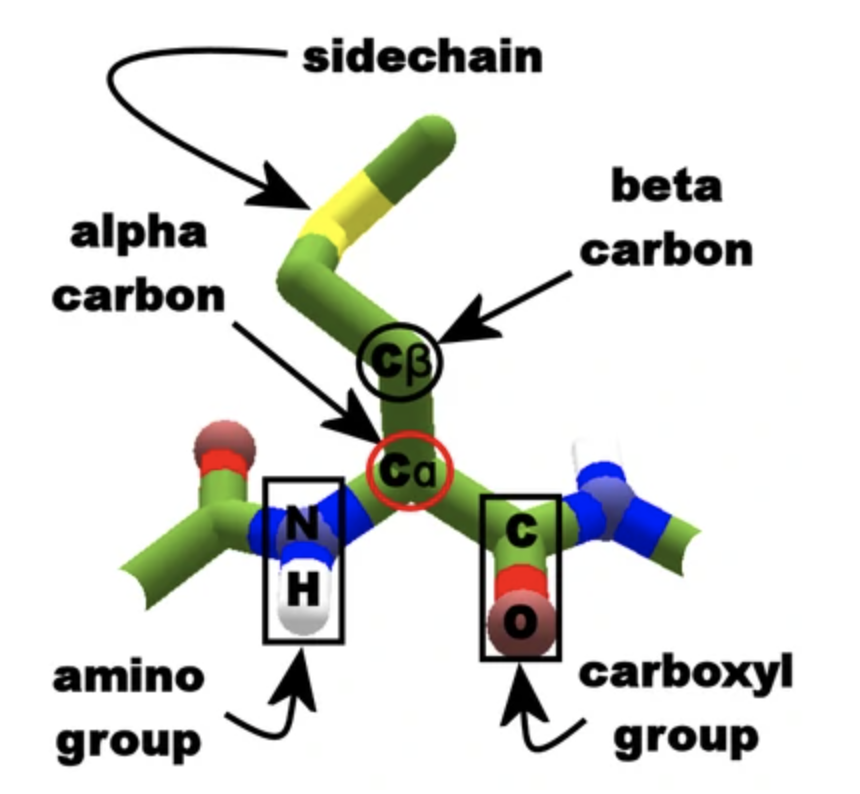 sidechain
beta
carbon
alpha
carbon
Cβ
Cα
N
H
C
O
amino
group
carboxyl
group